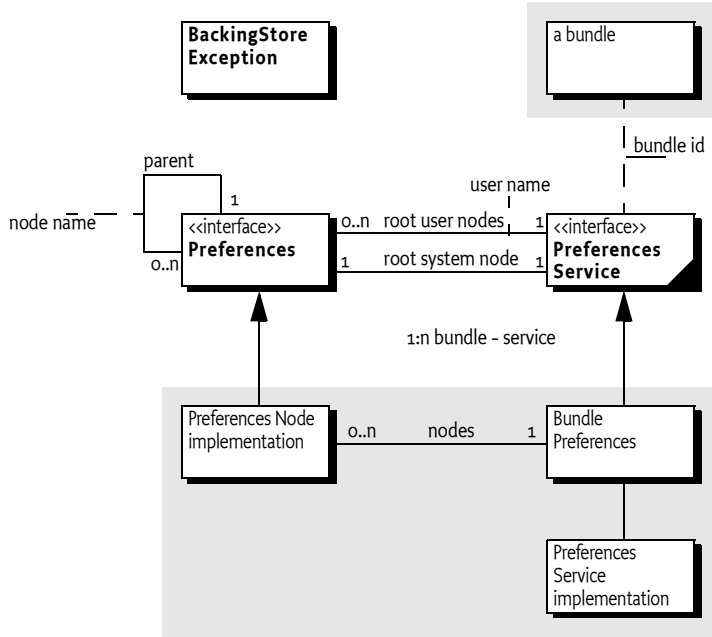 BackingStore
Exception
a bundle
bundle id
parent
user name
1
node name
<<interface>>
Preferences
0..n
0..n
root user nodes
1
1
root system node
1
<<interface>>
Preferences
Service
1:n bundle - service
Preferences Node
implementation
0..n
nodes
1
Bundle
Preferences
Preferences
Service
implementation